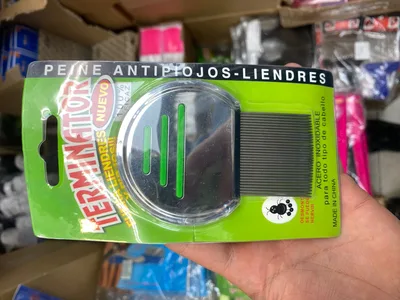 PEINE ANTIPIOJOS-LIENDRES
TERMINATOR
LIENDRES
NUEVO
ACERO INOXIDABLE
para todo tipo de cabello
MADE IN CHINA